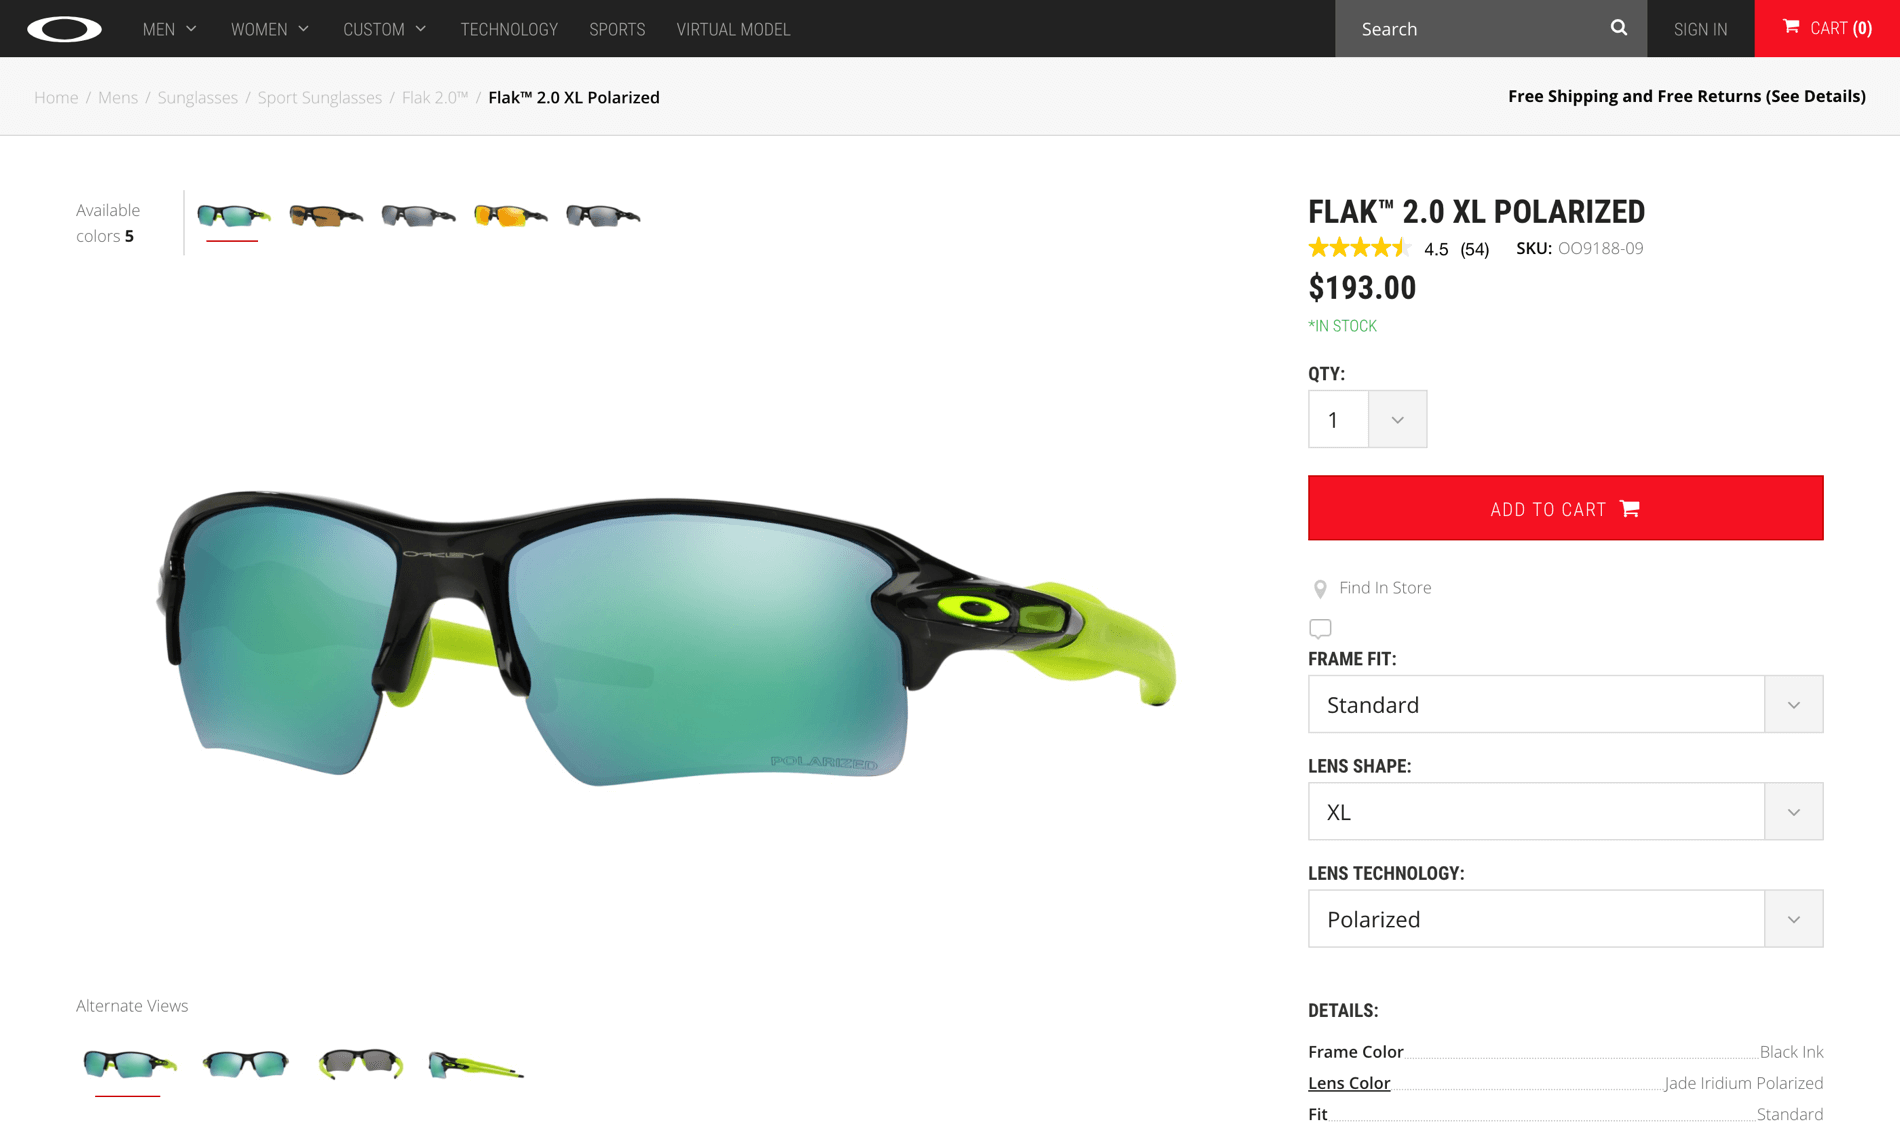 MEN WOMEN CUSTOM TECHNOLOGY SPORTS VIRTUAL MODEL Search SIGN IN CART (0)
Home / Mens / Sunglasses / Sport Sunglasses / Flak 2.0™ / Flak™ 2.0 XL Polarized
Free Shipping and Free Returns (See Details)
Available
colors 5
OAKLEY
POLARIZED
Alternate Views
FLAK™ 2.0 XL POLARIZED
4.5 (54) SKU: OO9188-09
$193.00
*IN STOCK
QTY:
1
ADD TO CART
Find In Store
FRAME FIT:
Standard
LENS SHAPE:
XL
LENS TECHNOLOGY:
Polarized
DETAILS:
Frame Color Black Ink
Lens Color Jade Iridium Polarized
Fit Standard